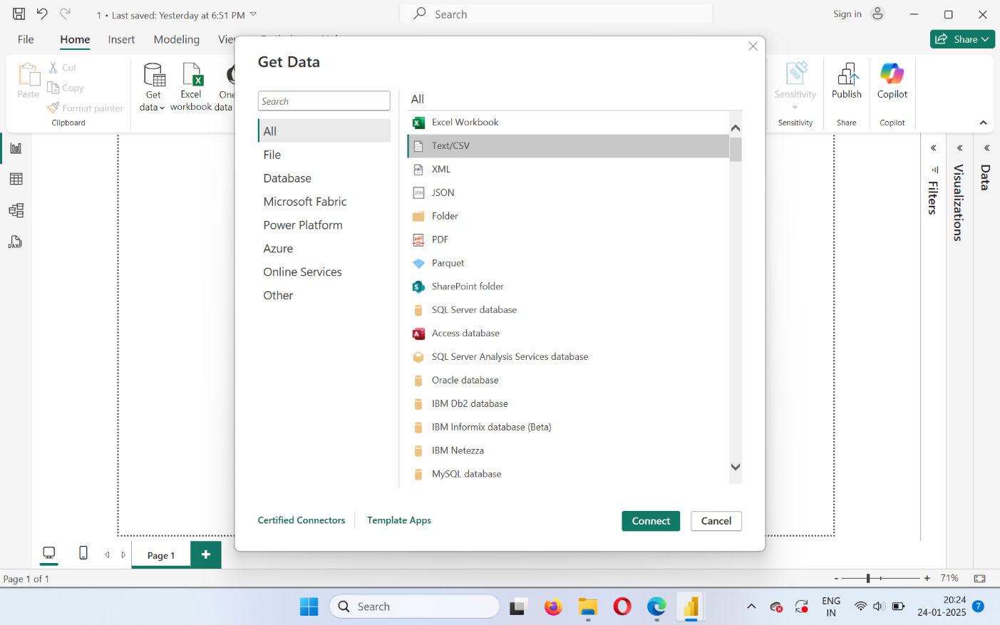 1 • Last saved: Yesterday at 6:51 PM
Search
Sign in
File
Home
Insert
Modeling
Share
Paste
Cut
Copy
Format painter
Clipboard
Get
data
Excel
workbook
One
data
Sensitivity
Sensitivity
Publish
Share
Copilot
Copilot
Get Data
Search
All
File
Database
Microsoft Fabric
Power Platform
Azure
Online Services
Other
All
Excel Workbook
Text/CSV
XML
JSON
Folder
PDF
Parquet
SharePoint folder
SQL Server database
Access database
SQL Server Analysis Services database
Oracle database
IBM Db2 database
IBM Informix database (Beta)
IBM Netezza
MySQL database
Certified Connectors
Template Apps
Connect
Cancel
Filters
Visualizations
Data
Page 1
Page 1 of 1
- + 71%
Search
ENG
IN
20:24
24-01-2025
7